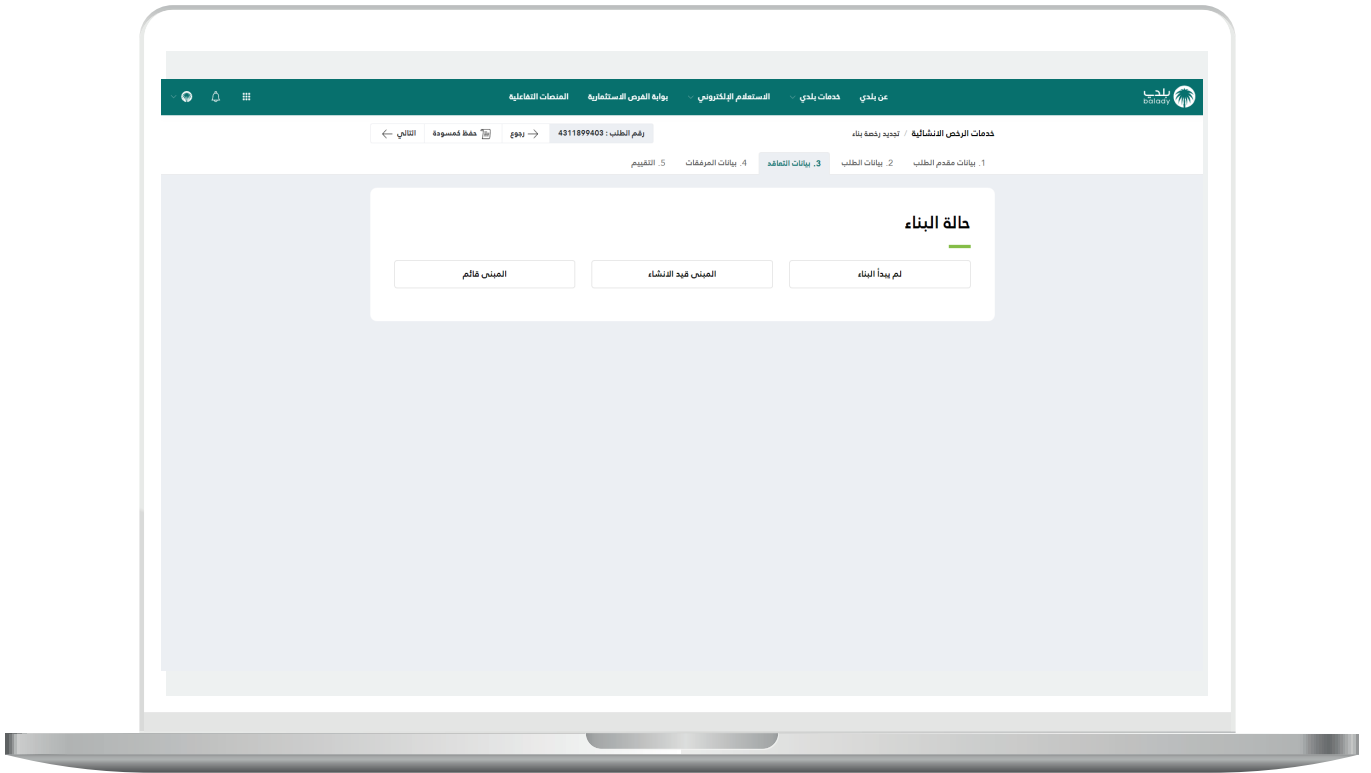 بلدي
balady
عن بلدي
خدمات بلدي
الاستعلام الإلكتروني
بوابة الفرص الاستثمارية
المنصات التفاعلية
خدمات الرخص الانشائية / تجديد رخصة بناء
رقم الطلب : 4311899403
رجوع
حفظ كمسودة
التالي
1. بيانات مقدم الطلب
2. بيانات الطلب
3. بيانات التعاقد
4. بيانات المرفقات
5. التقييم
حالة البناء
لم يبدأ البناء
المبنى قيد الانشاء
المبنى قائم